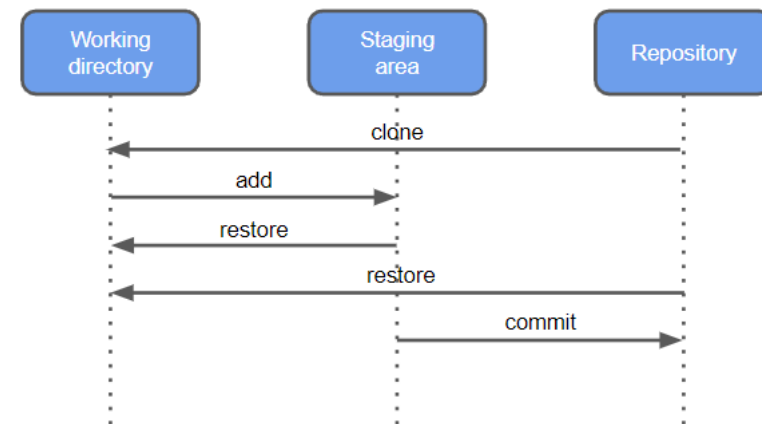 Working
directory
Staging
area
Repository
clone
add
restore
restore
commit